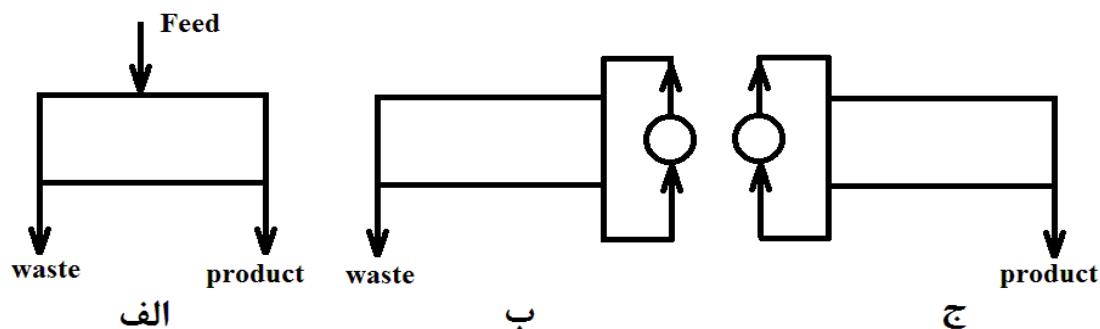 Feed
waste
product
الف
waste
ب
product
ج